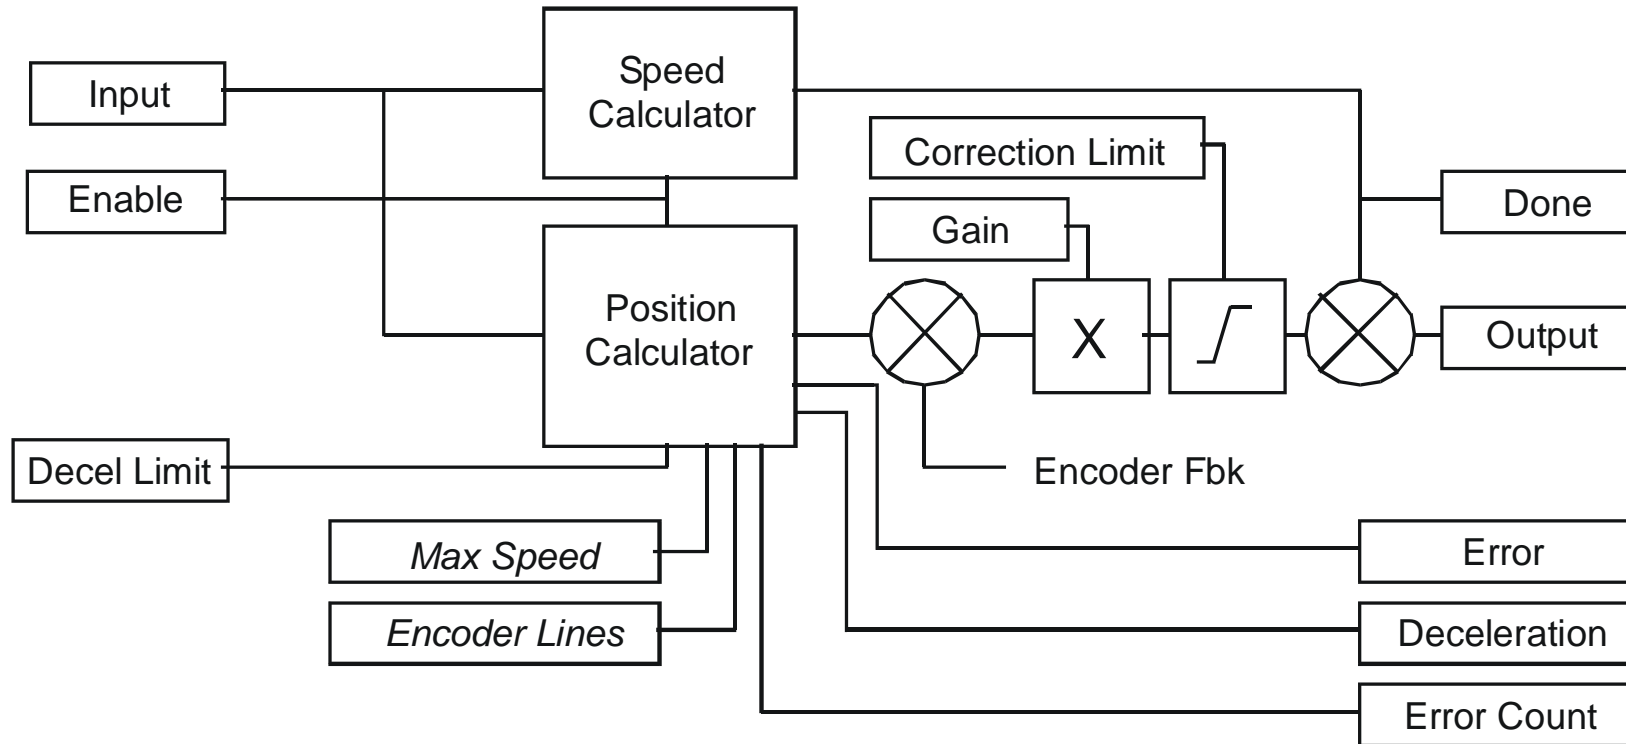 Input
Speed
Calculator
Correction Limit
Enable
Gain
Done
Position
Calculator
X
Output
Decel Limit
Encoder Fbk
Max Speed
Error
Encoder Lines
Deceleration
Error Count